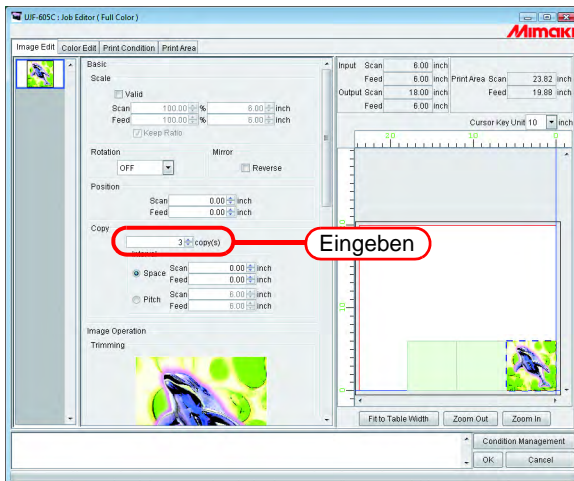 UJF-605C : Job Editor ( Full Color )
Mimaki
Image Edit Color Edit Print Condition Print Area
Basic
Scale
Valid
Scan 100.00 % 6.00 inch
Feed 100.00 % 6.00 inch
Keep Ratio
Rotation Mirror
OFF Reverse
Position
Scan 0.00 inch
Feed 0.00 inch
Copy
3 copy(s)
Eingeben
Interval
Space Scan 0.00 inch
Feed 0.00 inch
Pitch Scan 6.00 inch
Feed 6.00 inch
Image Operation
Trimming
Input Scan 6.00 inch
Feed 6.00 inch Print Area Scan 23.62 inch
Output Scan 18.00 inch Feed 19.88 inch
Feed 6.00 inch
Cursor Key Unit 10 inch
20 10 0
10
0
Fit to Table Width Zoom Out Zoom In
Condition Management
OK Cancel